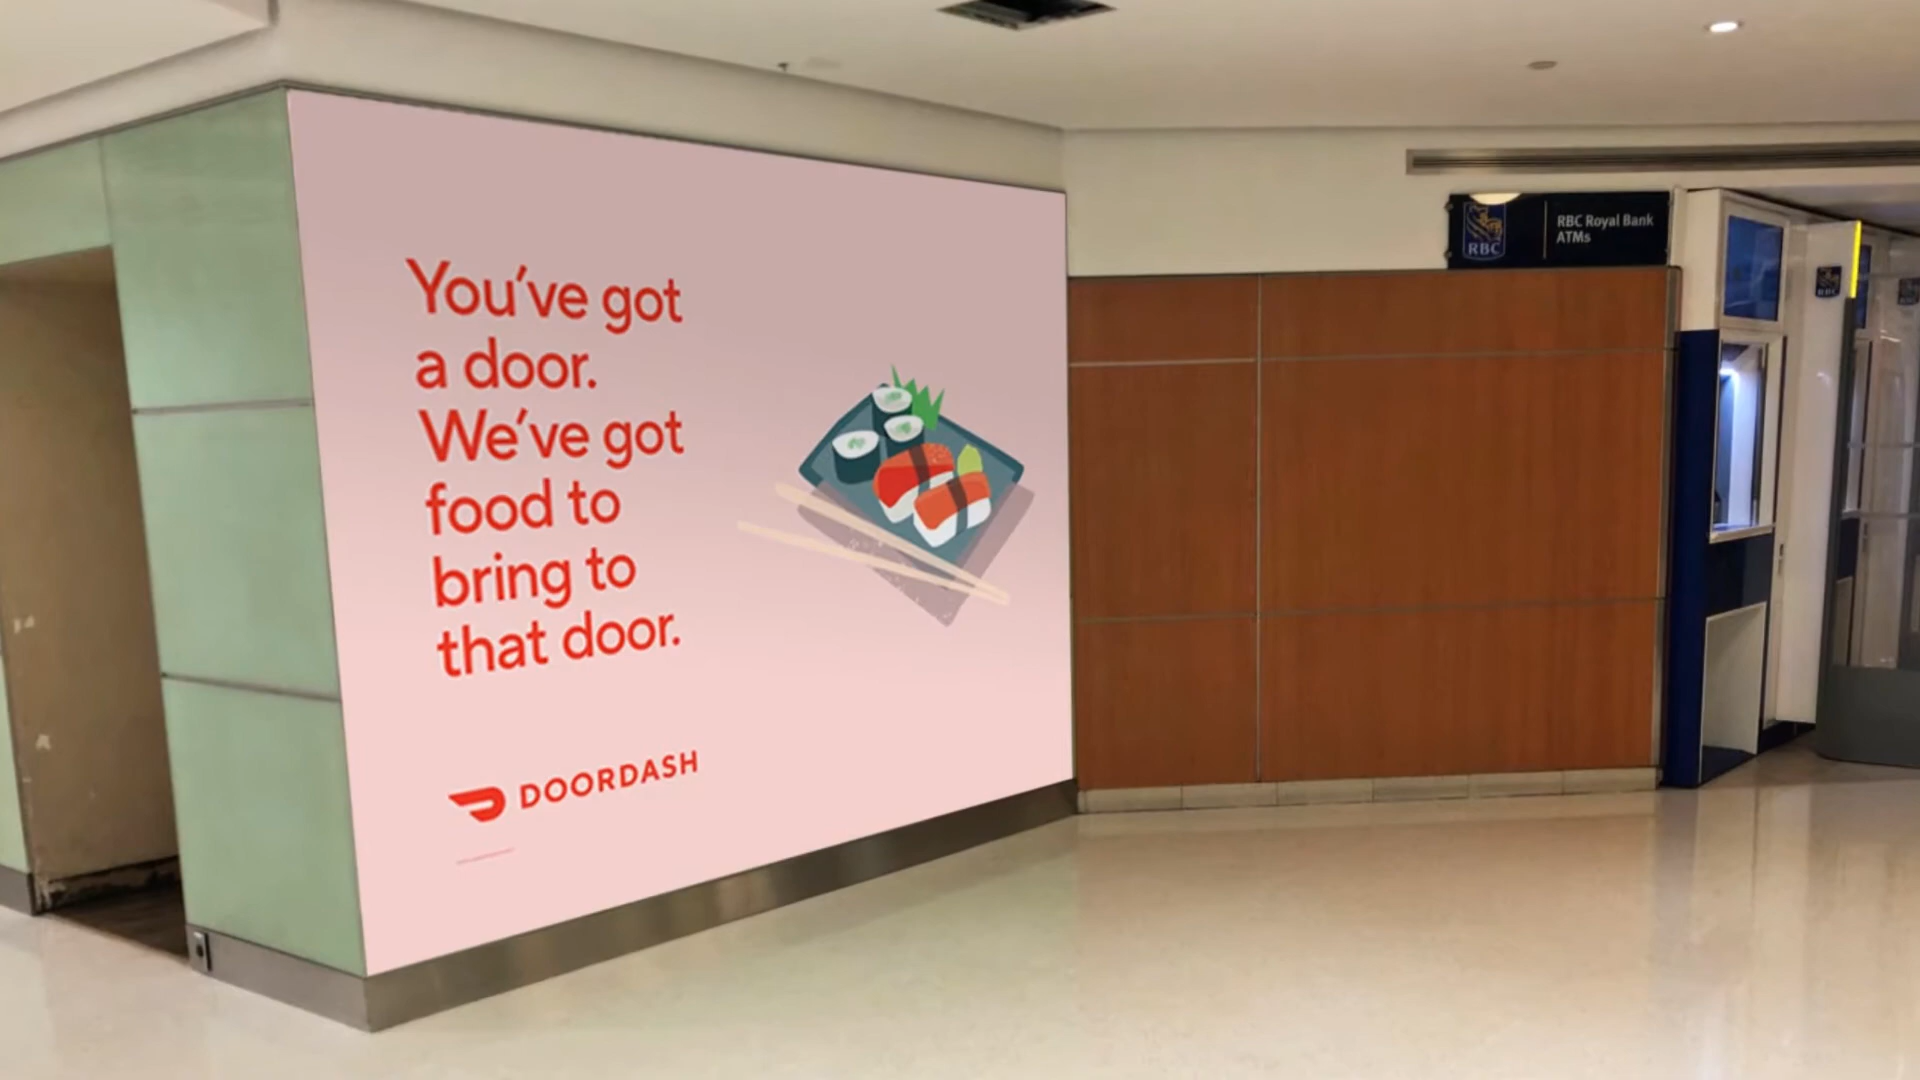 You've got
a door.
We've got
food to
bring to
that door.
DOORDASH
RBC
RBC Royal Bank
ATMs
RBC